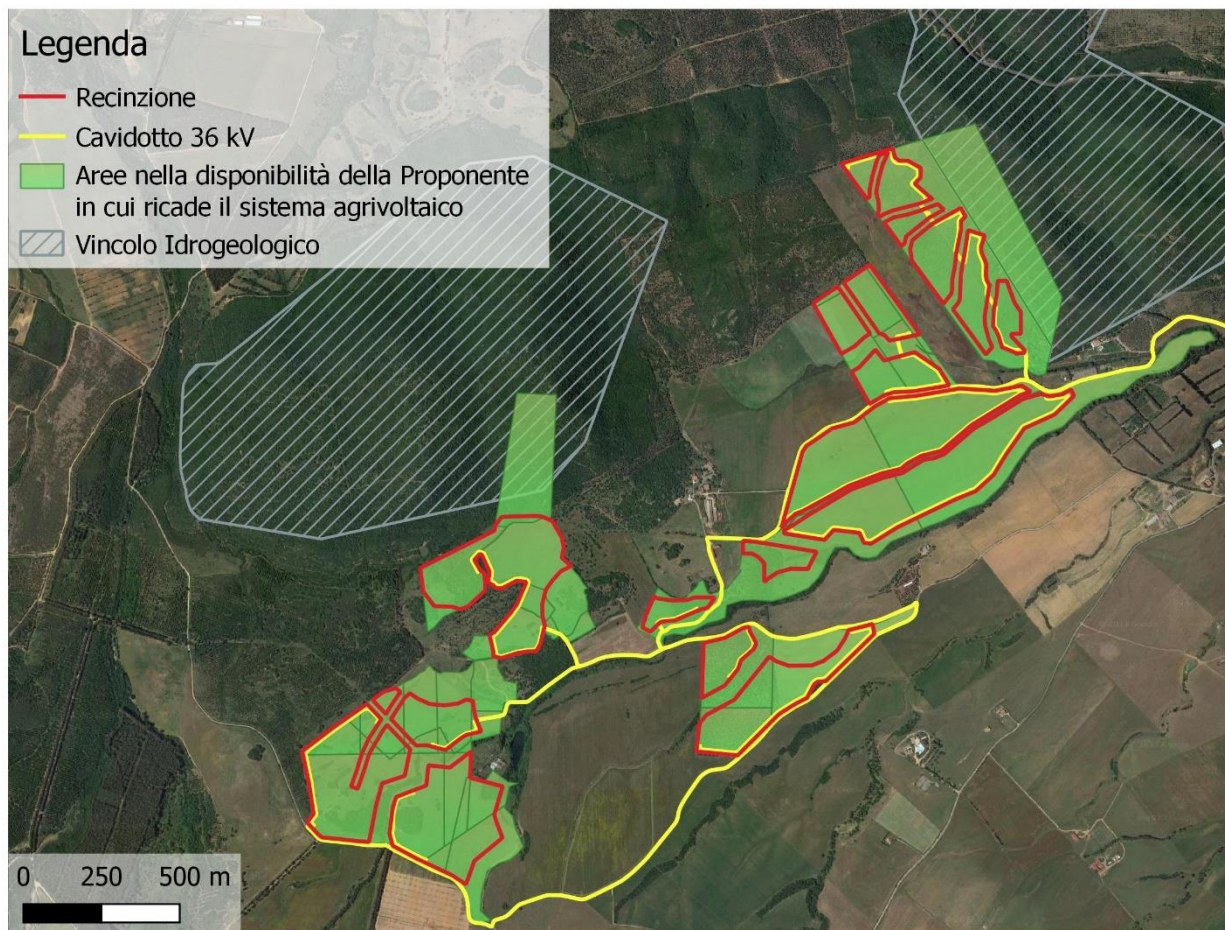 Legenda
Recinzione
Cavidotto 36 kV
Aree nella disponibilità della Proponente
in cui ricade il sistema agrivoltaico
Vincolo Idrogeologico
0 250 500 m